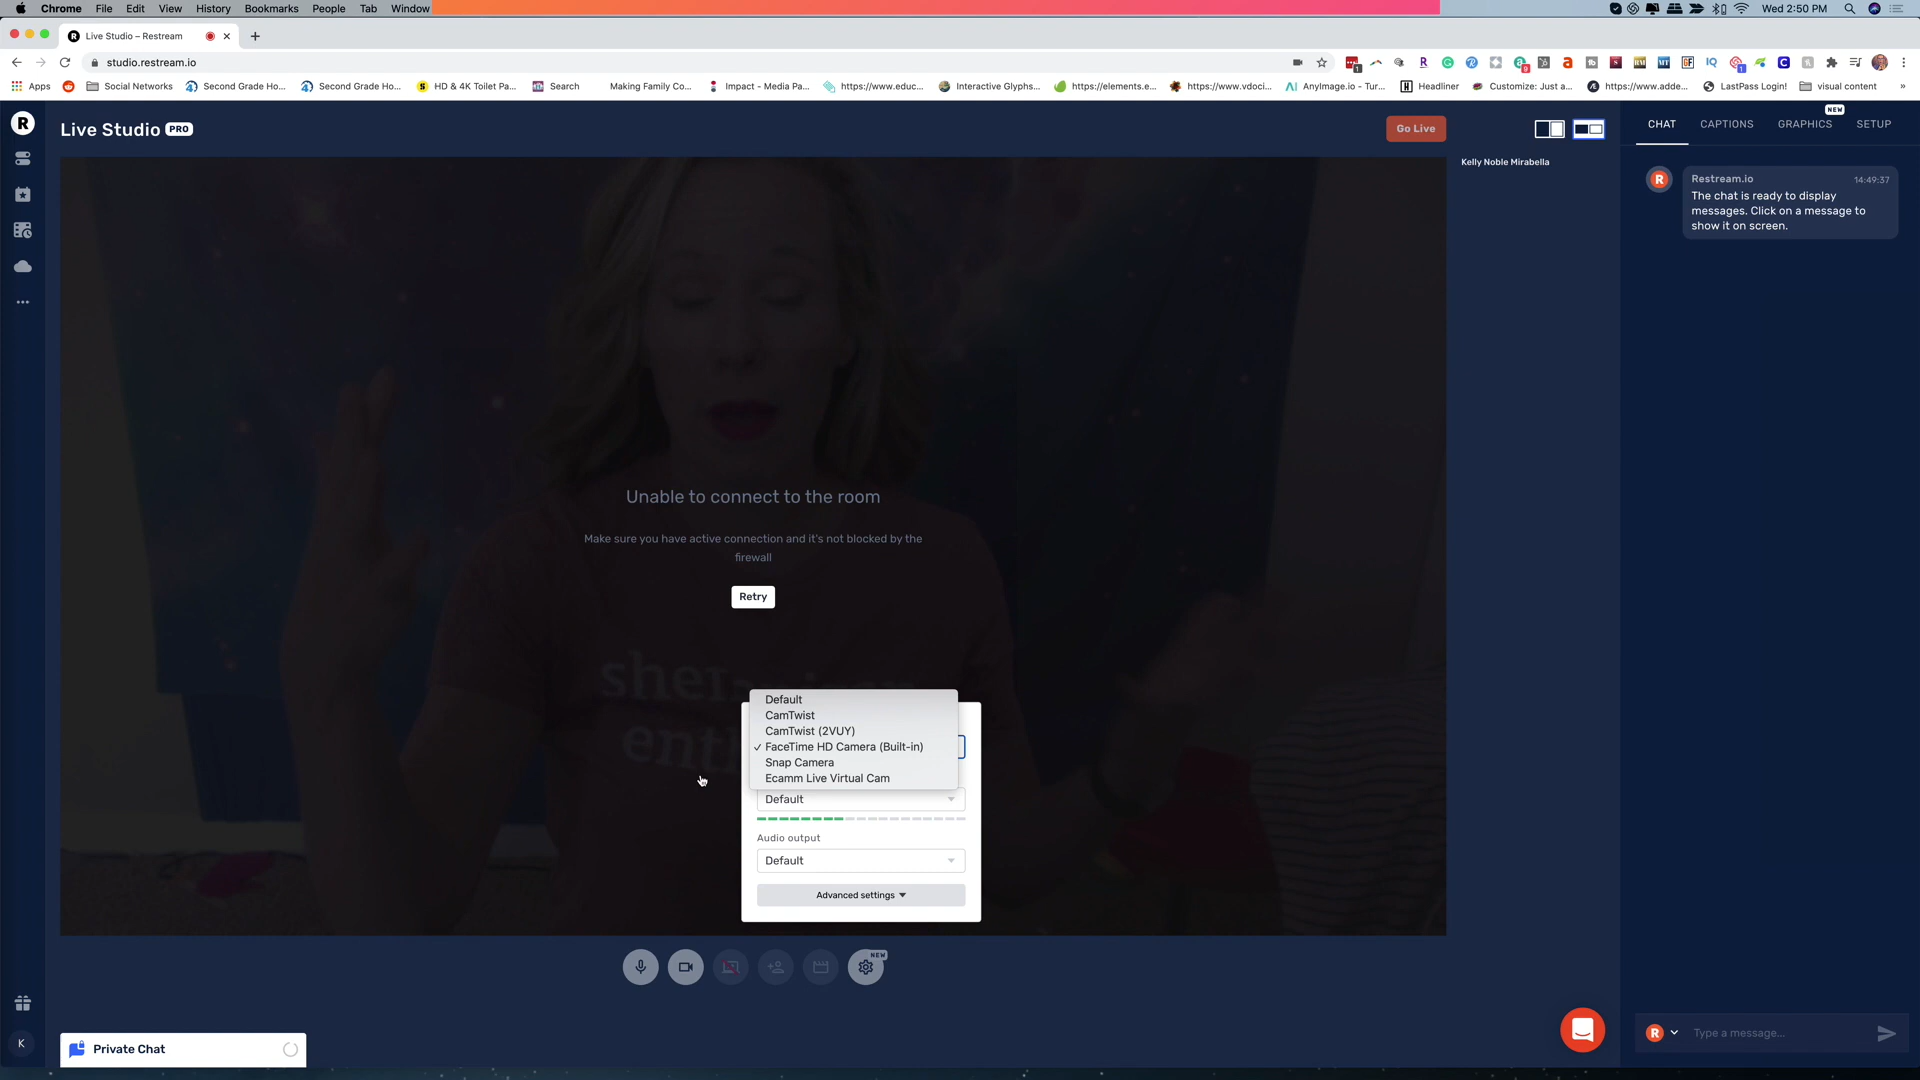 Chrome File Edit View History Bookmarks People Tab Window
Wed 2:50 PM
R Live Studio – Restream
studio.restream.io
Apps Social Networks Second Grade Ho... Second Grade Ho... HD & 4K Toilet Pa... Search Making Family Co... Impact - Media Pa... https://www.educ... Interactive Glyphs... https://elements.e... https://www.vdoci... AI AnyImage.io - Tur... H Headliner Customize: Just a... https://www.adde... LastPass Login! visual content »
R
Live Studio PRO
Go Live
NEW
CHAT CAPTIONS GRAPHICS SETUP
Kelly Noble Mirabella
R
Restream.io 14:49:37
The chat is ready to display
messages. Click on a message to
show it on screen.
Unable to connect to the room
Make sure you have active connection and it's not blocked by the
firewall
Retry
Default
CamTwist
CamTwist (2VUY)
✓ FaceTime HD Camera (Built-in)
Snap Camera
Ecamm Live Virtual Cam
Default
Audio output
Default
Advanced settings
NEW
K
Private Chat
R Type a message...